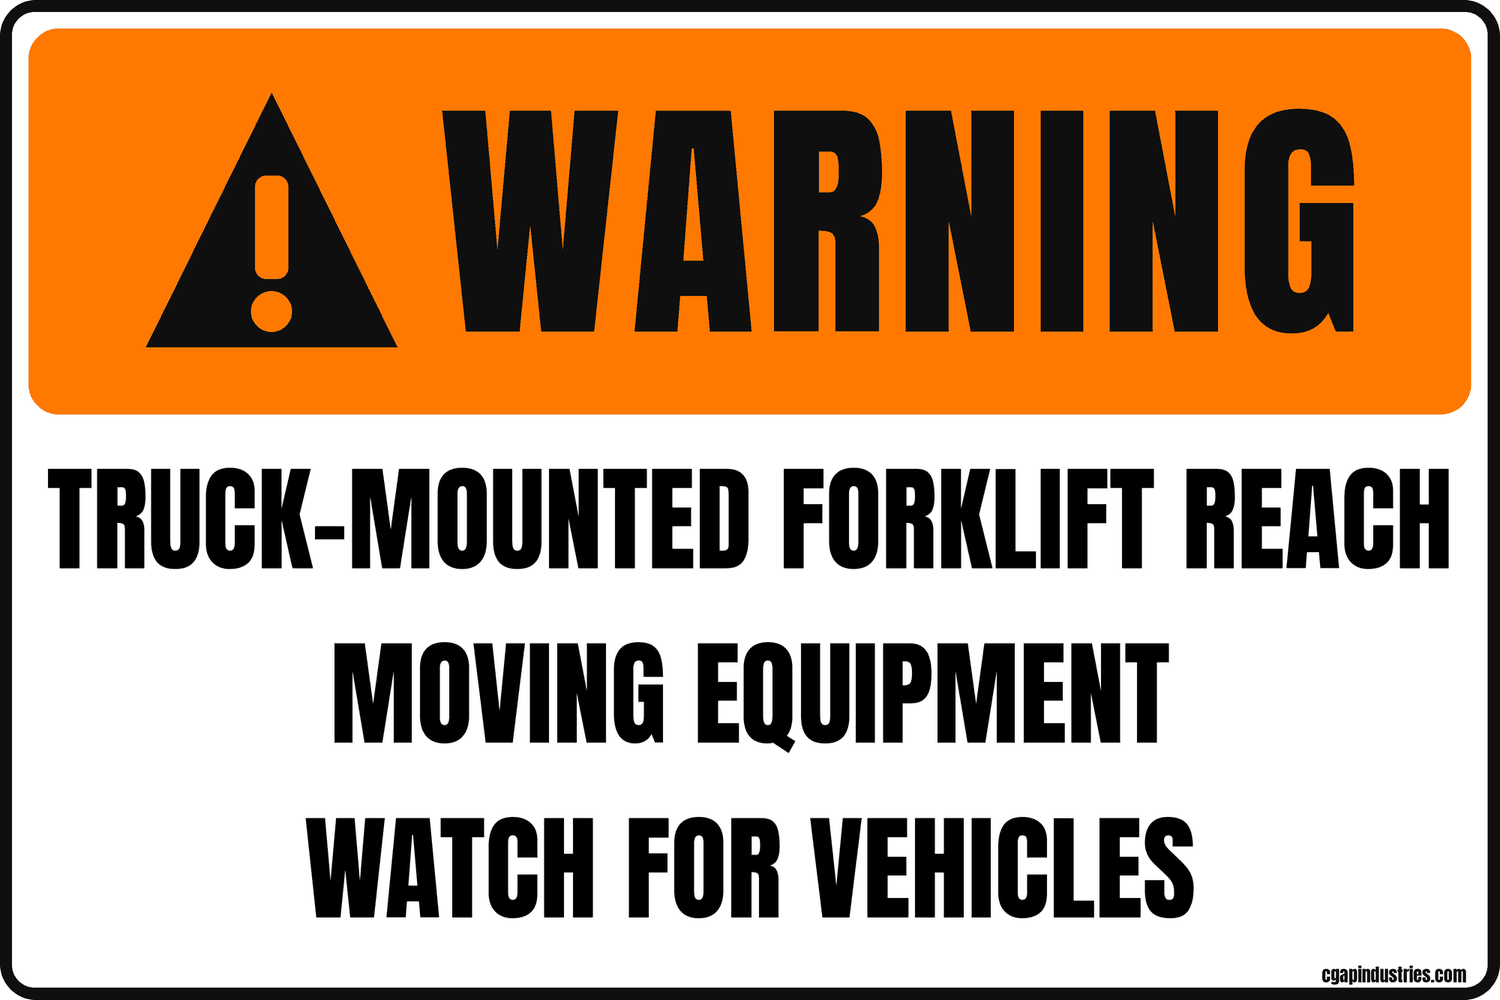 WARNING
TRUCK-MOUNTED FORKLIFT REACH
MOVING EQUIPMENT
WATCH FOR VEHICLES
cgapindustries.com